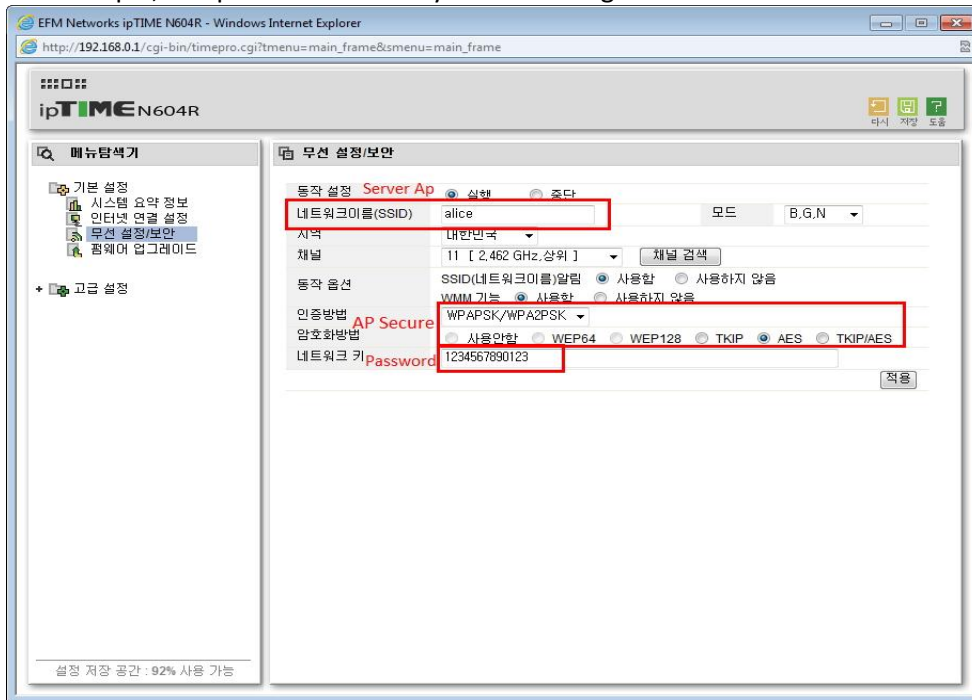 EFM Networks ipTIME N604R - Windows Internet Explorer
http://192.168.0.1/cgi-bin/timepro.cgi?tmenu=main_frame&smenu=main_frame
ipTIME N604R
다시 저장 도움
메뉴탐색기
기본 설정
시스템 요약 정보
인터넷 연결 설정
무선 설정/보안
펌웨어 업그레이드
+ 고급 설정
설정 저장 공간 : 92% 사용 가능
무선 설정/보안
동작 설정 Server Ap 실행 중단
네트워크이름(SSID) alice 모드 B,G,N
지역 대한민국
채널 11 [ 2,462 GHz,상위 ] 채널 검색
동작 옵션 SSID(네트워크이름)알림 사용함 사용하지 않음
WMM 기능 사용함 사용하지 않음
인증방법 AP Secure WPAPSK/WPA2PSK
암호화방법 사용안함 WEP64 WEP128 TKIP AES TKIP/AES
네트워크 키 Password 1234567890123
적용